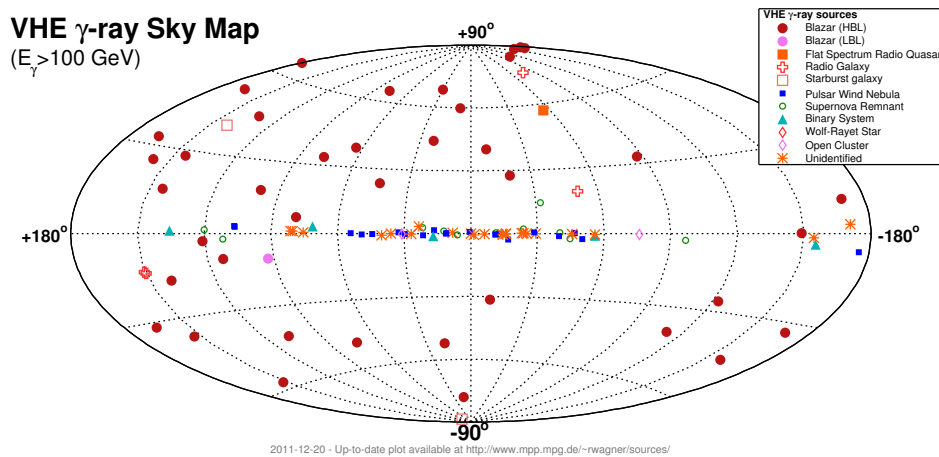 VHE γ-ray Sky Map
(Eγ>100 GeV)
+90°
+180°
-180°
-90°
VHE γ-ray sources
Blazar (HBL)
Blazar (LBL)
Flat Spectrum Radio Quasar
Radio Galaxy
Starburst galaxy
Pulsar Wind Nebula
Supernova Remnant
Binary System
Wolf-Rayet Star
Open Cluster
Unidentified
2011-12-20 - Up-to-date plot available at http://www.mpp.mpg.de/~rwagner/sources/